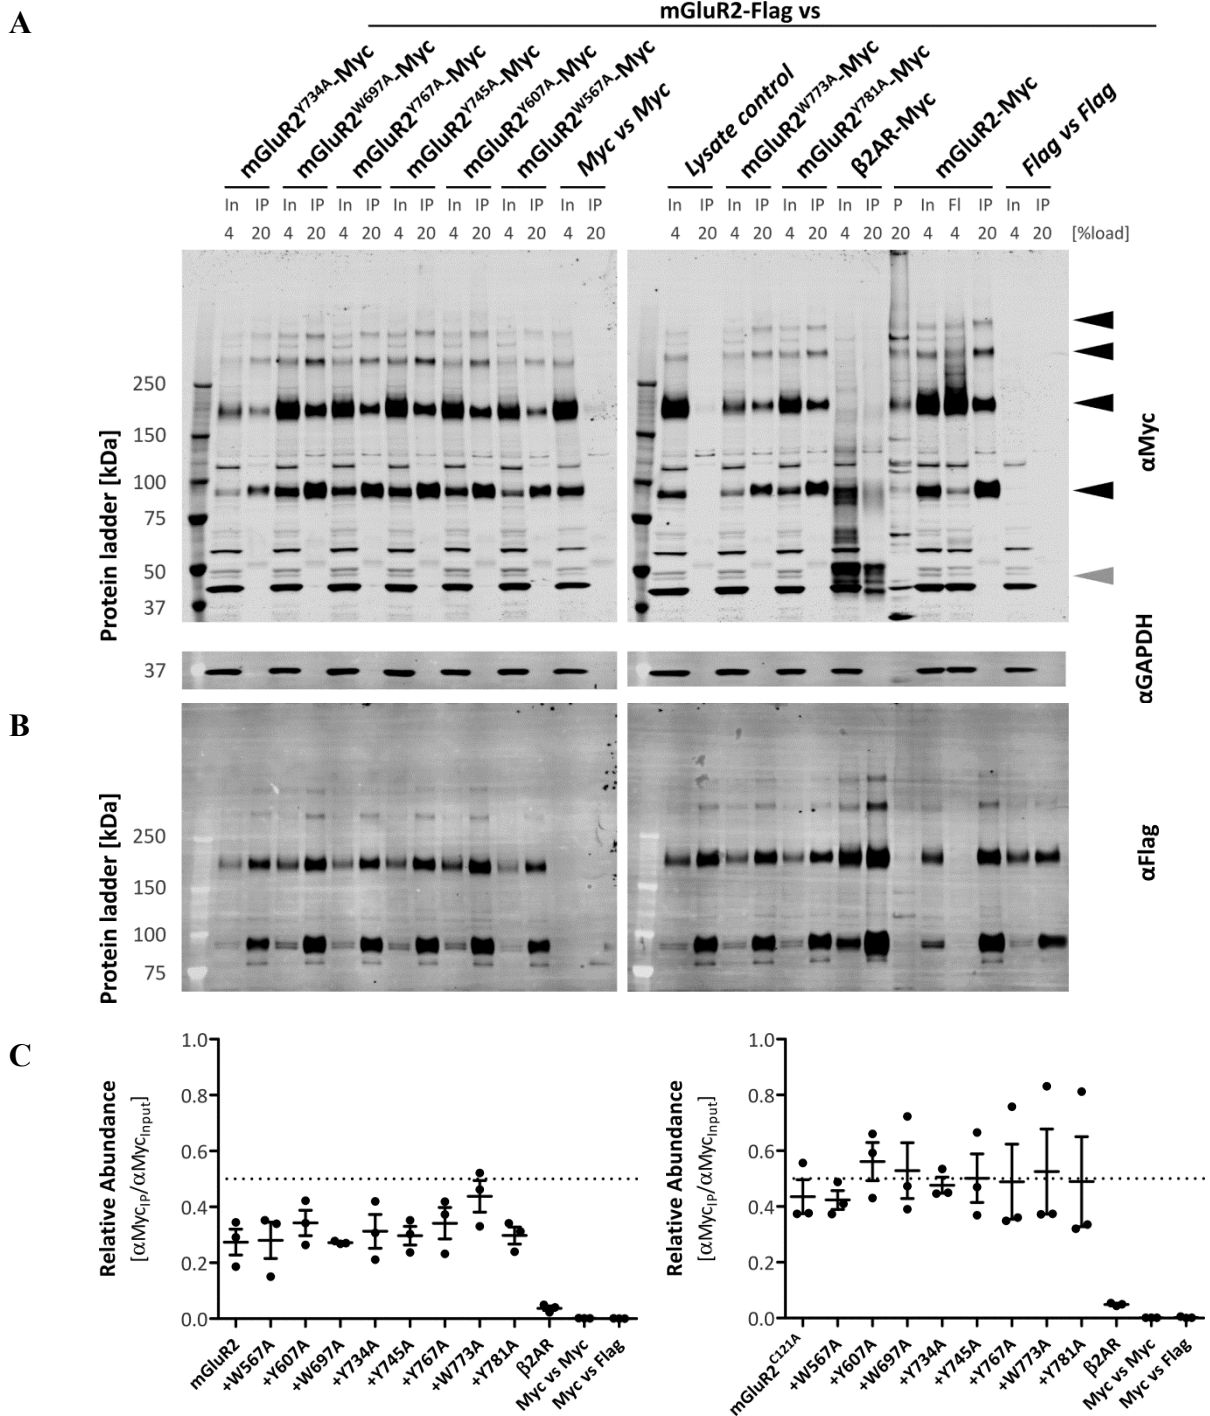 A
mGluR2-Flag vs
mGluR2Y734A-Myc
mGluR2W697A-Myc
mGluR2Y767A-Myc
mGluR2Y745A-Myc
mGluR2Y607A-Myc
mGluR2W567A-Myc
Myc vs Myc
Lysate control
mGluR2W773A-Myc
mGluR2Y781A-Myc
β2AR-Myc
mGluR2-Myc
Flag vs Flag
In IP In IP In IP In IP In IP In IP In IP In IP In IP In IP In IP P In Fl IP In IP
4 20 4 20 4 20 4 20 4 20 4 20 4 20 4 20 4 20 4 20 4 20 20 4 4 20 4 20 [%load]
Protein ladder [kDa]
250
150
100
75
50
37
αMyc
37
αGAPDH
B
Protein ladder [kDa]
250
150
100
75
αFlag
C
Relative Abundance
[αMycIP/αMycInput]
1.0
0.8
0.6
0.4
0.2
0.0
mGluR2
+W567A
+Y607A
+W697A
+Y734A
+Y745A
+Y767A
+W773A
+Y781A
β2AR
Myc vs Myc
Myc vs Flag
Relative Abundance
[αMycIP/αMycInput]
1.0
0.8
0.6
0.4
0.2
0.0
mGluR2C121A
+W567A
+Y607A
+W697A
+Y734A
+Y745A
+Y767A
+W773A
+Y781A
β2AR
Myc vs Myc
Myc vs Flag